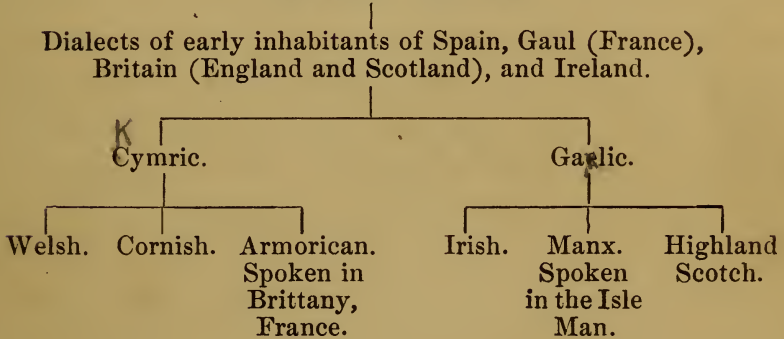 Dialects of early inhabitants of Spain, Gaul (France),
Britain (England and Scotland), and Ireland.
K
Cymric. Gaelic.
Welsh. Cornish. Armorican. Irish. Manx. Highland
Spoken in Spoken Scotch.
Brittany, in the Isle
France. Man.